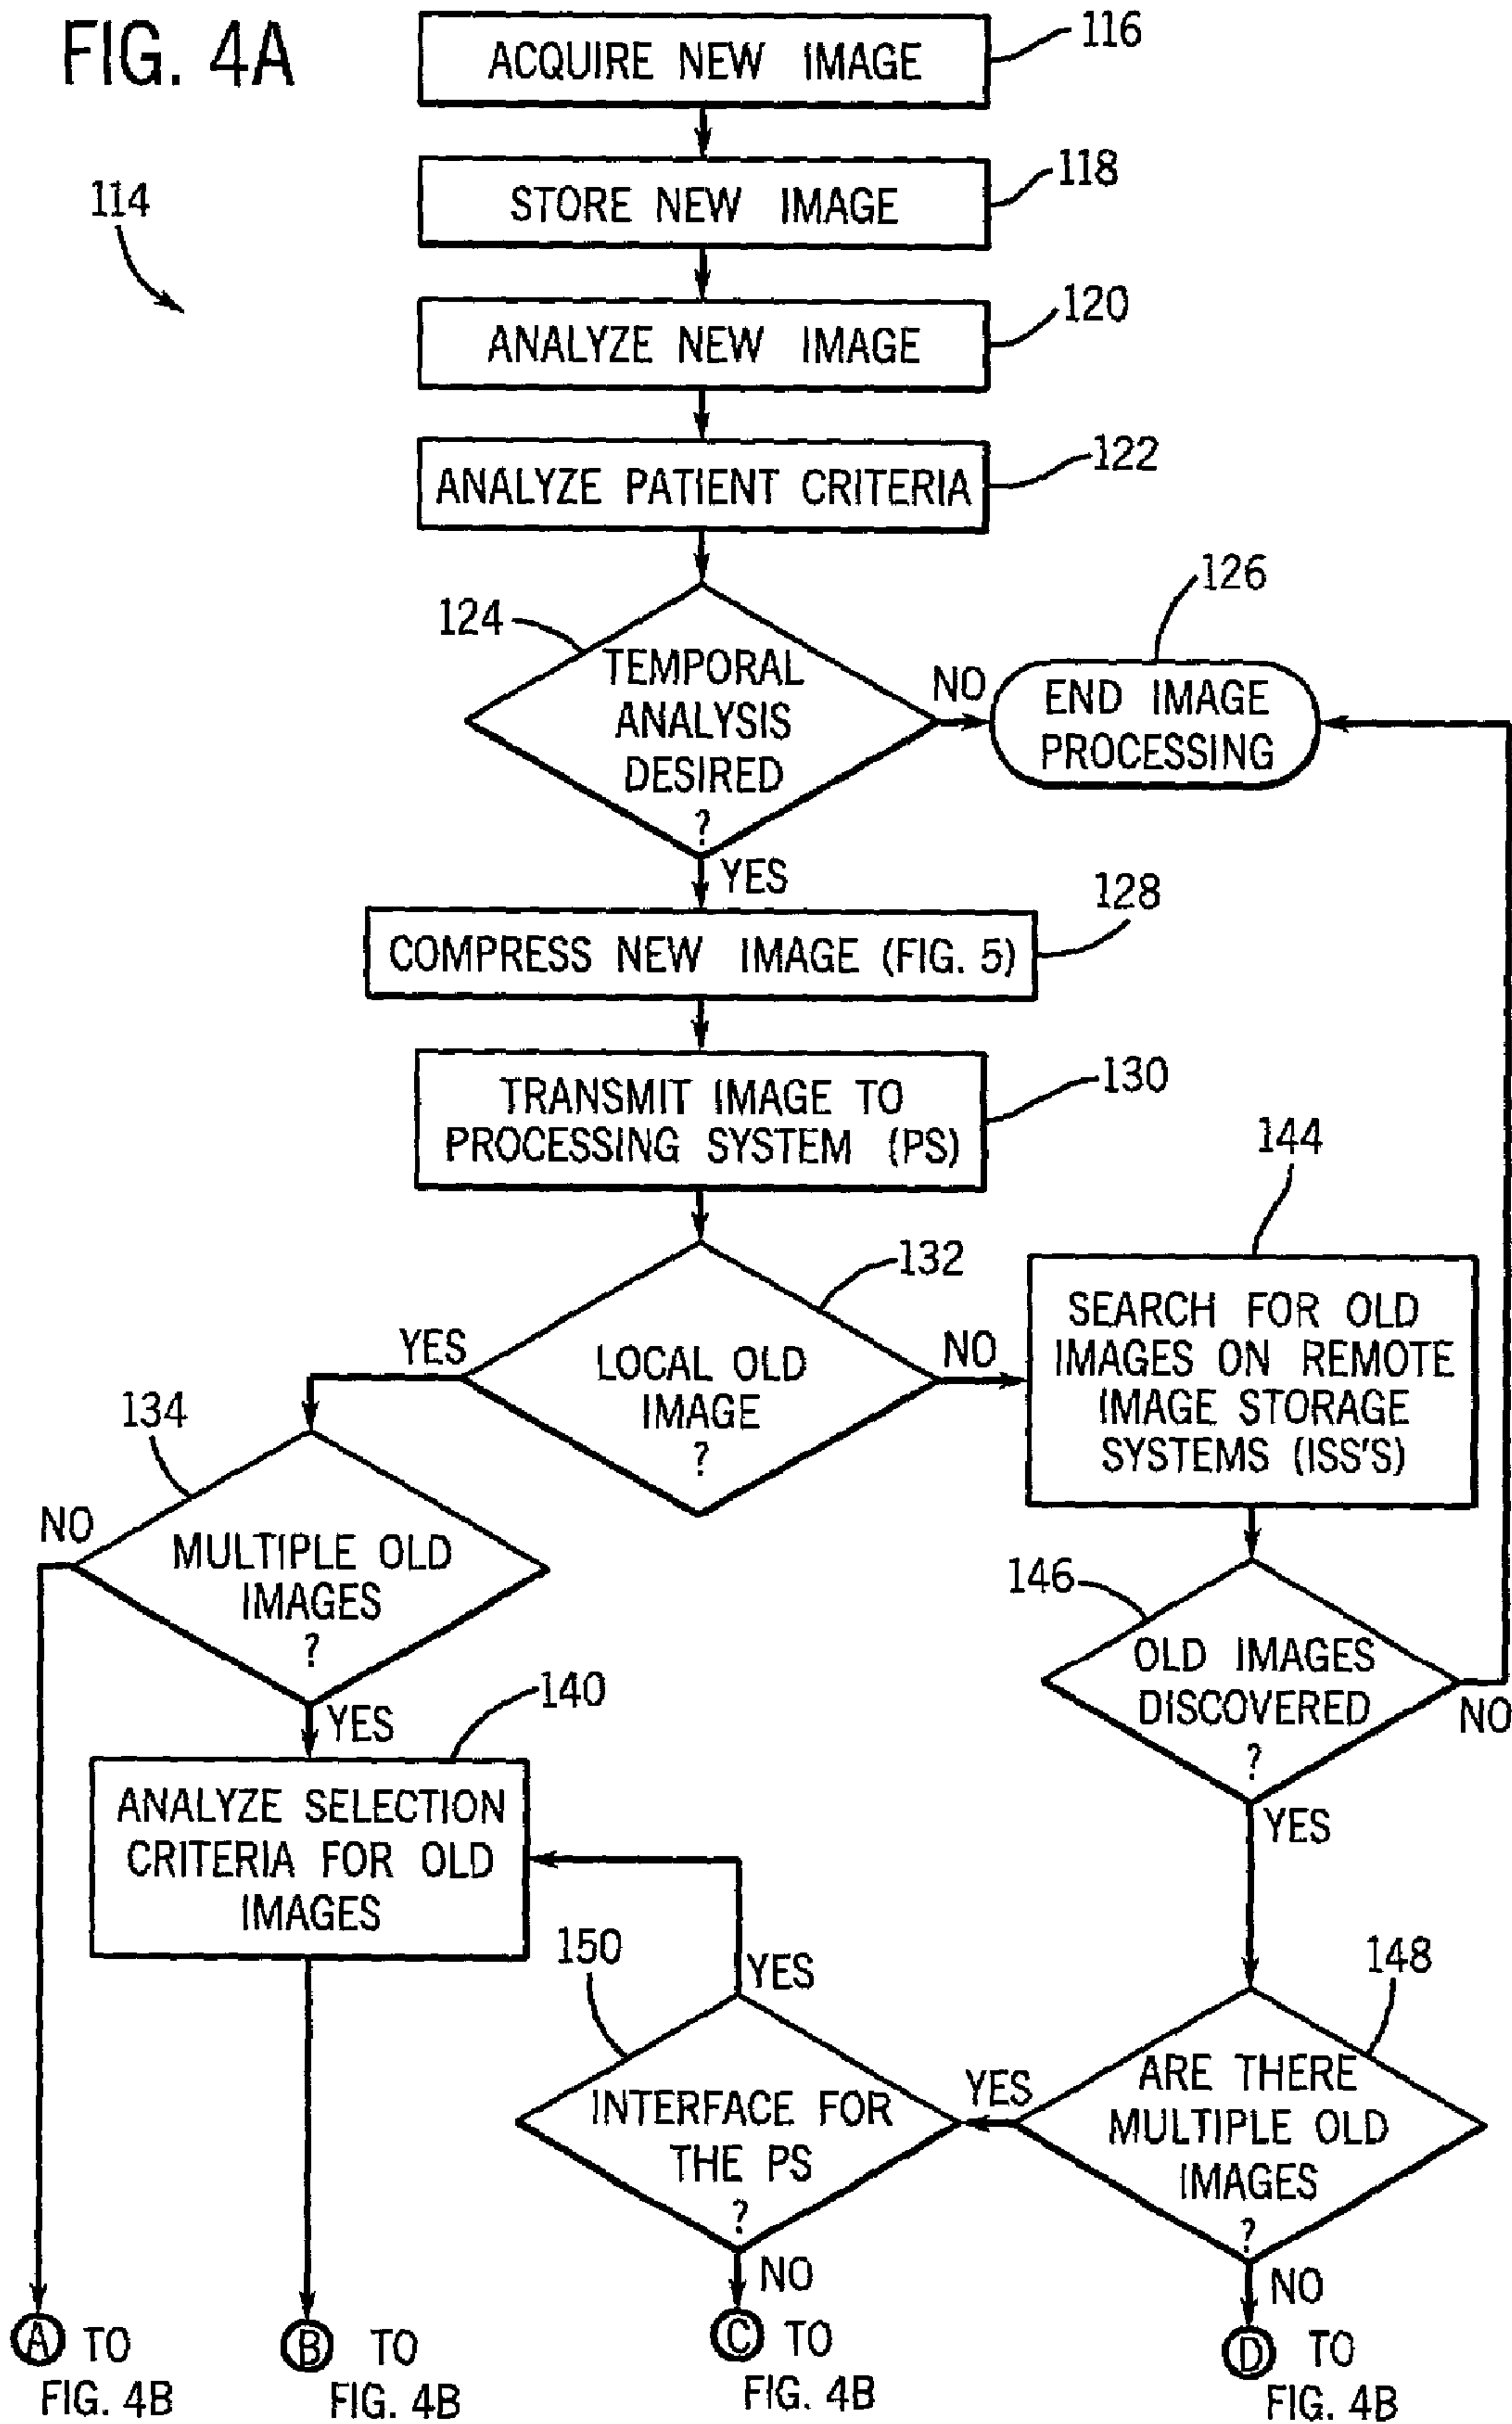 FIG. 4A
ACQUIRE NEW IMAGE
116
STORE NEW IMAGE
118
114
ANALYZE NEW IMAGE
120
ANALYZE PATIENT CRITERIA
122
124
TEMPORAL
ANALYSIS
DESIRED
?
NO
126
END IMAGE
PROCESSING
YES
128
COMPRESS NEW IMAGE (FIG. 5)
130
TRANSMIT IMAGE TO
PROCESSING SYSTEM (PS)
132
LOCAL OLD
IMAGE
?
YES
NO
144
SEARCH FOR OLD
IMAGES ON REMOTE
IMAGE STORAGE
SYSTEMS (ISS'S)
134
NO
MULTIPLE OLD
IMAGES
?
YES
146
OLD IMAGES
DISCOVERED
?
NO
YES
140
ANALYZE SELECTION
CRITERIA FOR OLD
IMAGES
150
YES
INTERFACE FOR
THE PS
?
NO
148
YES
ARE THERE
MULTIPLE OLD
IMAGES
?
NO
A TO
FIG. 4B
B TO
FIG. 4B
C TO
FIG. 4B
D TO
FIG. 4B